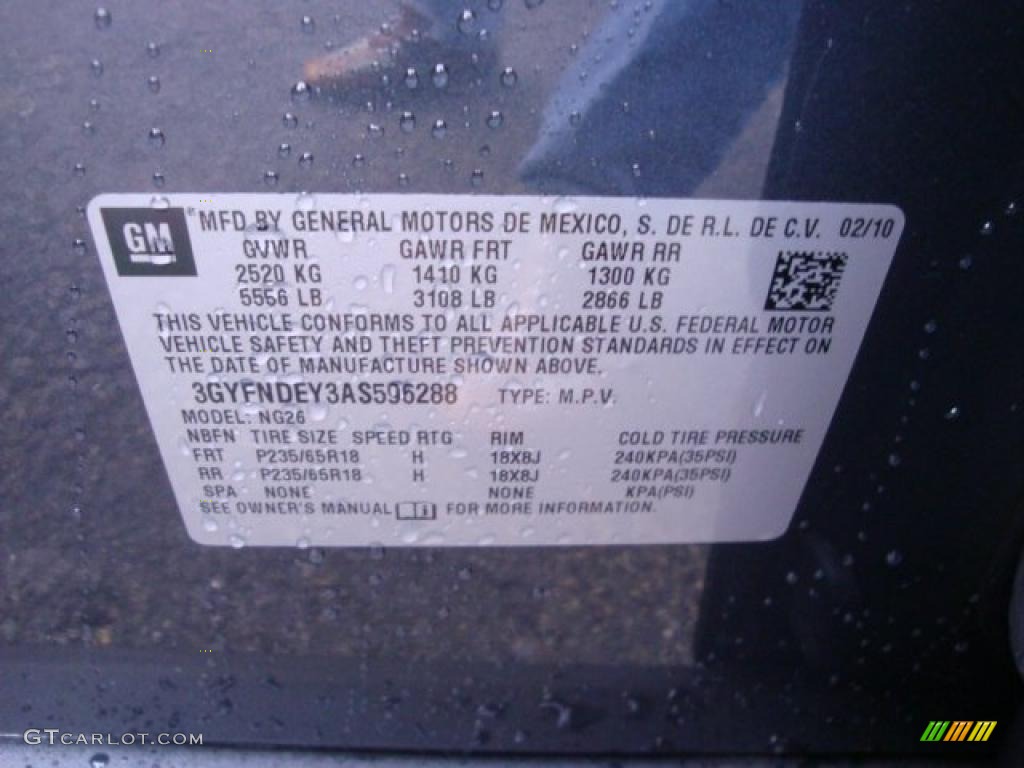 GM ® MFD BY GENERAL MOTORS DE MEXICO, S. DE R.L. DE C.V. 02/10
GVWR GAWR FRT GAWR RR
2520 KG 1410 KG 1300 KG
5556 LB 3108 LB 2866 LB
THIS VEHICLE CONFORMS TO ALL APPLICABLE U.S. FEDERAL MOTOR
VEHICLE SAFETY AND THEFT PREVENTION STANDARDS IN EFFECT ON
THE DATE OF MANUFACTURE SHOWN ABOVE.
3GYFNDEY3AS596288 TYPE: M.P.V.
MODEL: NG26
NBFN TIRE SIZE SPEED RTG RIM COLD TIRE PRESSURE
FRT P235/65R18 H 18X8J 240KPA(35PSI)
RR P235/65R18 H 18X8J 240KPA(35PSI)
SPA NONE NONE KPA(PSI)
SEE OWNER'S MANUAL FOR MORE INFORMATION.
GTCARLOT.COM